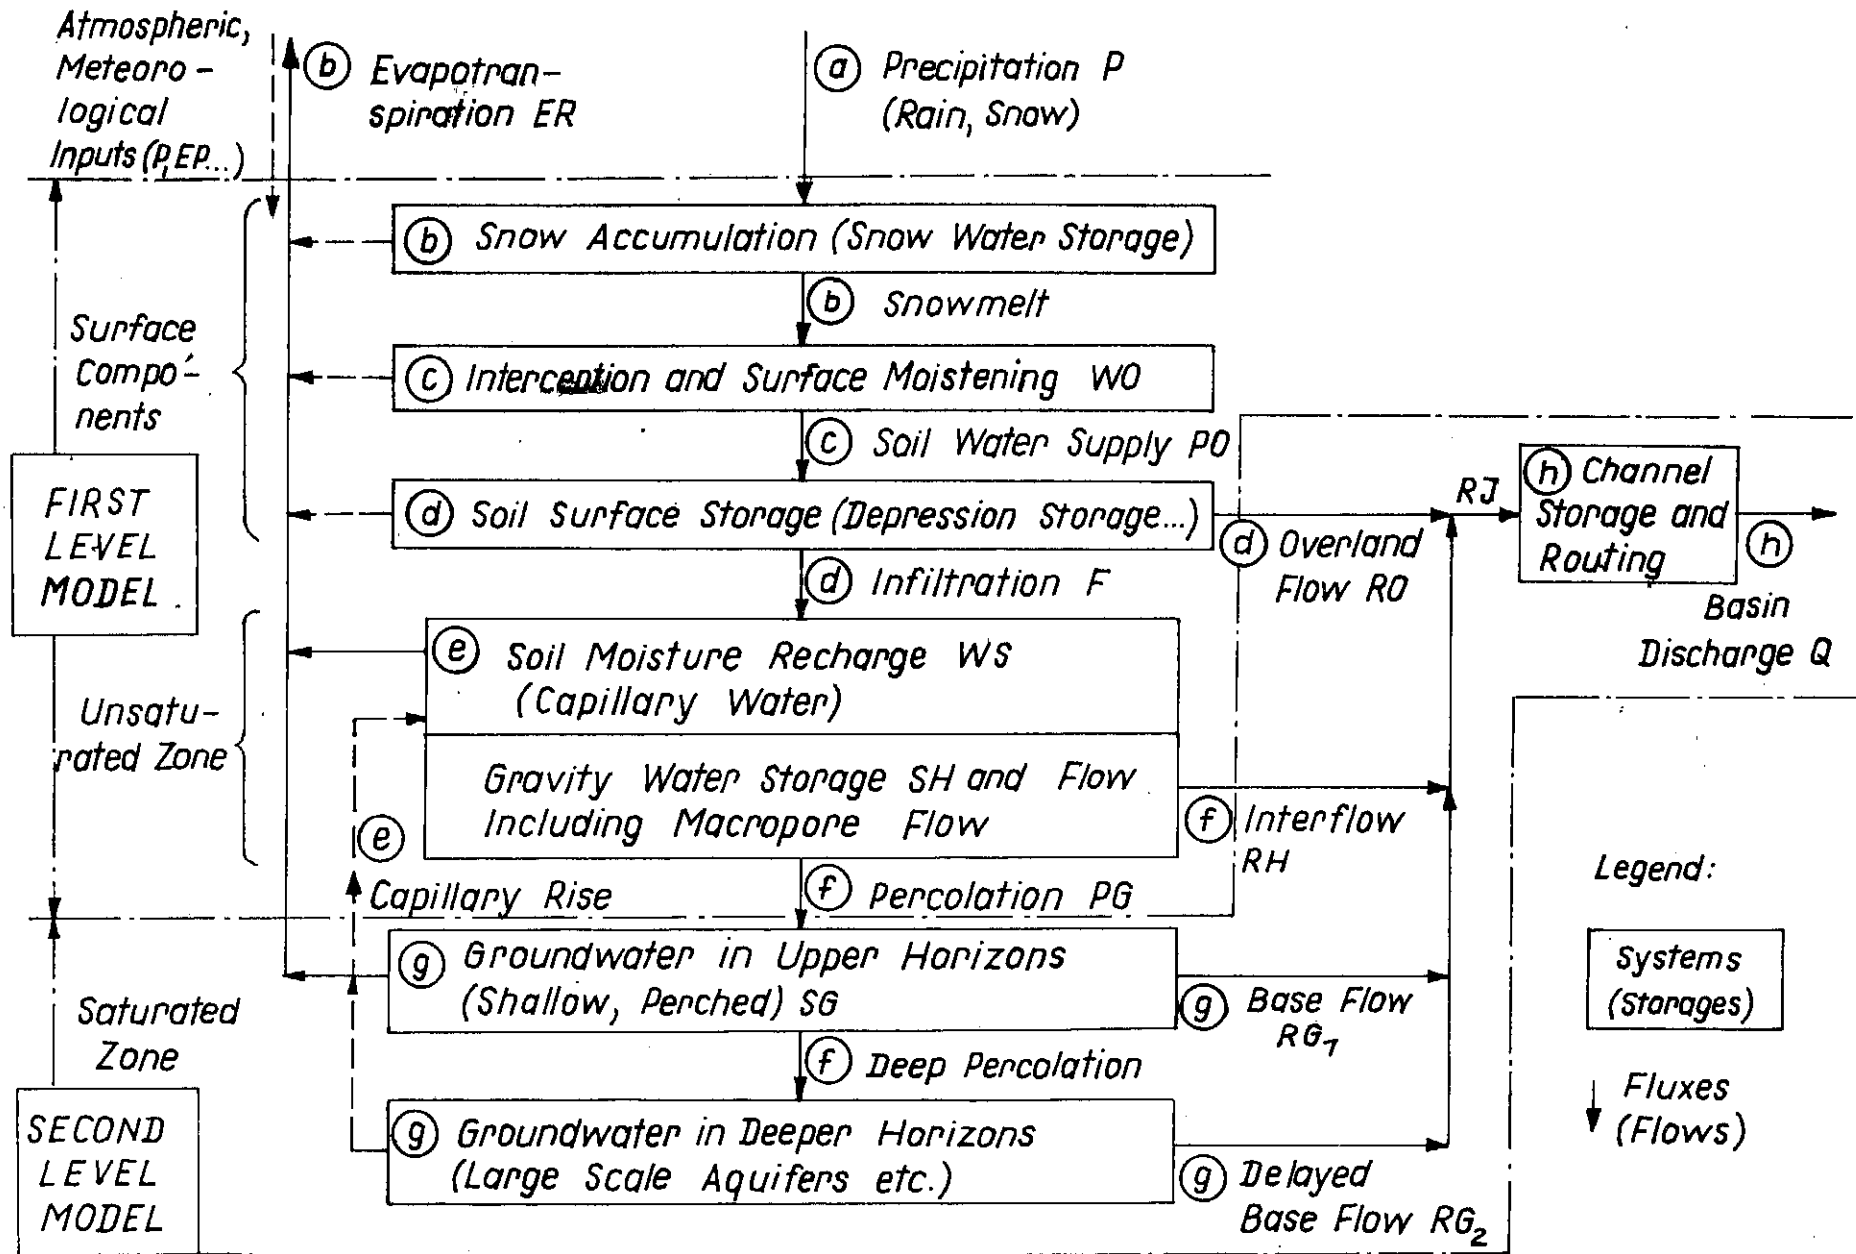 Atmospheric,
Meteoro-
logical
Inputs (P,EP...)
(b) Evapotran-
spiration ER
(a) Precipitation P
(Rain, Snow)
(b) Snow Accumulation (Snow Water Storage)
(b) Snowmelt
Surface
Compo-
nents
(c) Interception and Surface Moistening WO
(c) Soil Water Supply PO
FIRST
LEVEL
MODEL
(d) Soil Surface Storage (Depression Storage...)
(d) Overland
Flow RO
RJ
(h) Channel
Storage and
Routing
(h)
Basin
Discharge Q
(d) Infiltration F
Unsatu-
rated Zone
(e) Soil Moisture Recharge WS
(Capillary Water)
Gravity Water Storage SH and Flow
Including Macropore Flow
(f) Interflow
RH
(e)
Capillary Rise
(f) Percolation PG
Saturated
Zone
(g) Groundwater in Upper Horizons
(Shallow, Perched) SG
(g) Base Flow
RG1
(f) Deep Percolation
SECOND
LEVEL
MODEL
(g) Groundwater in Deeper Horizons
(Large Scale Aquifers etc.)
(g) Delayed
Base Flow RG2
Legend:
Systems
(Storages)
Fluxes
(Flows)